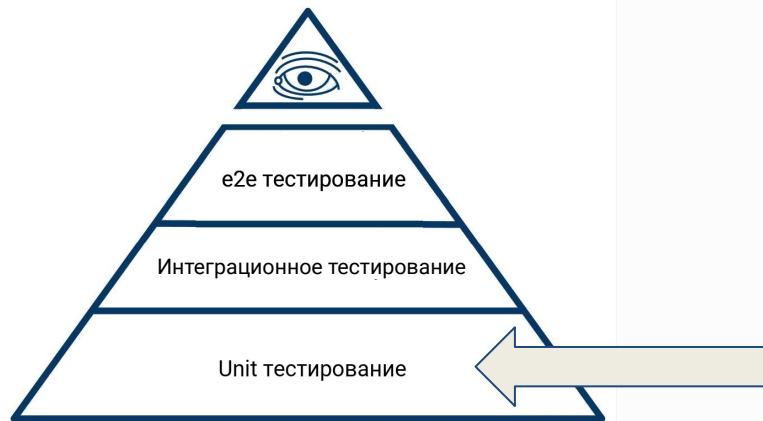 e2e тестирование
Интеграционное тестирование
Unit тестирование